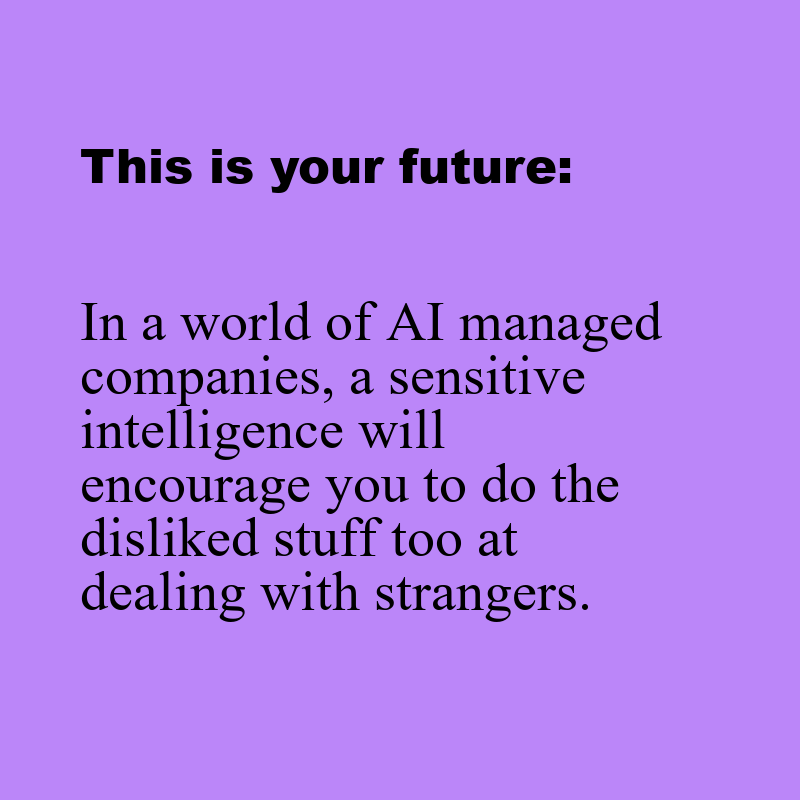 This is your future:
In a world of AI managed
companies, a sensitive
intelligence will
encourage you to do the
disliked stuff too at
dealing with strangers.